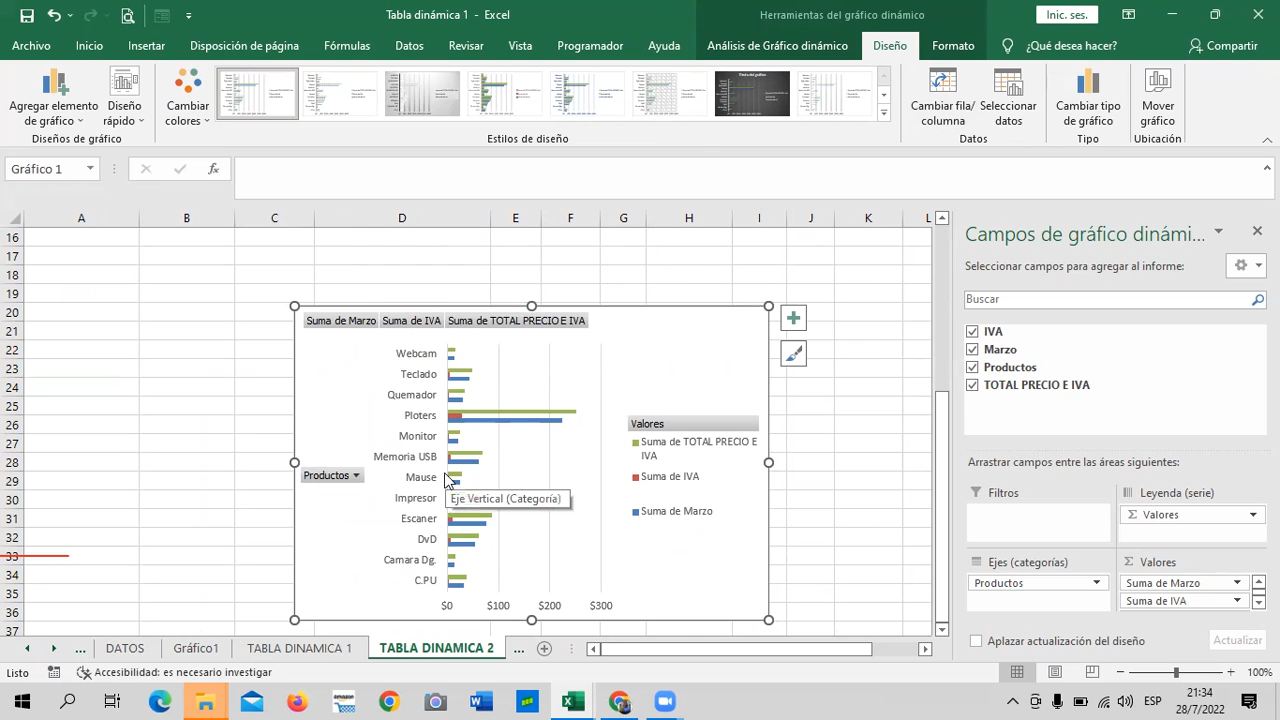 Tabla dinámica 1 - Excel
Herramientas del gráfico dinámico
Inic. ses.
Archivo Inicio Insertar Disposición de página Fórmulas Datos Revisar Vista Programador Ayuda Análisis de Gráfico dinámico Diseño Formato ¿Qué desea hacer? Compartir
Agregar elemento de gráfico
Diseño rápido
Cambiar colores
Cambiar fila/ columna
Seleccionar datos
Cambiar tipo de gráfico
Mover gráfico
Diseños de gráfico Estilos de diseño Datos Tipo Ubicación
Gráfico 1
fx
A B C D E F G H I J K L
16
17
18
19
20
21
22
23
24
25
26
27
28
29
30
31
32
33
34
35
36
37
Suma de Marzo Suma de IVA Suma de TOTAL PRECIO E IVA
Webcam
Teclado
Quemador
Ploters
Monitor
Memoria USB
Mause
Impresor
Escaner
DvD
Camara Dg.
C.PU
Productos
Eje Vertical (Categoría)
$0 $100 $200 $300
Valores
Suma de TOTAL PRECIO E
IVA
Suma de IVA
Suma de Marzo
Campos de gráfico dinámi...
Seleccionar campos para agregar al informe:
Buscar
IVA
Marzo
Productos
TOTAL PRECIO E IVA
Arrastrar campos entre las áreas siguientes:
Filtros
Leyenda (serie)
Valores
Ejes (categorías)
Valores
Productos
Suma de Marzo
Suma de IVA
Aplazar actualización del diseño
Actualizar
... DATOS Gráfico1 TABLA DINAMICA 1 TABLA DINAMICA 2 ...
Listo
Accesibilidad: es necesario investigar
100%
ESP
21:34
28/7/2022